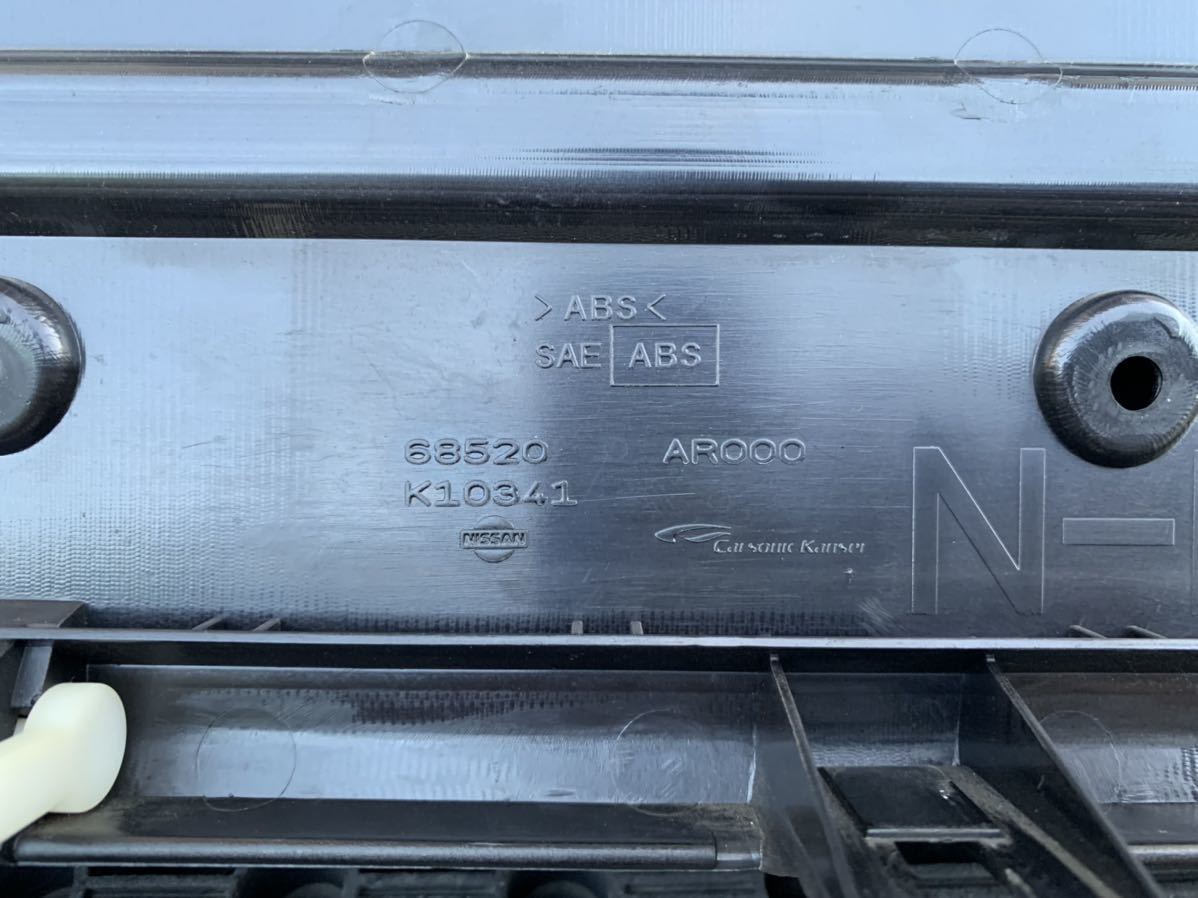 >ABS<
SAE ABS
68520 AR000
K10341
NISSAN Calsonic Kansei
N-